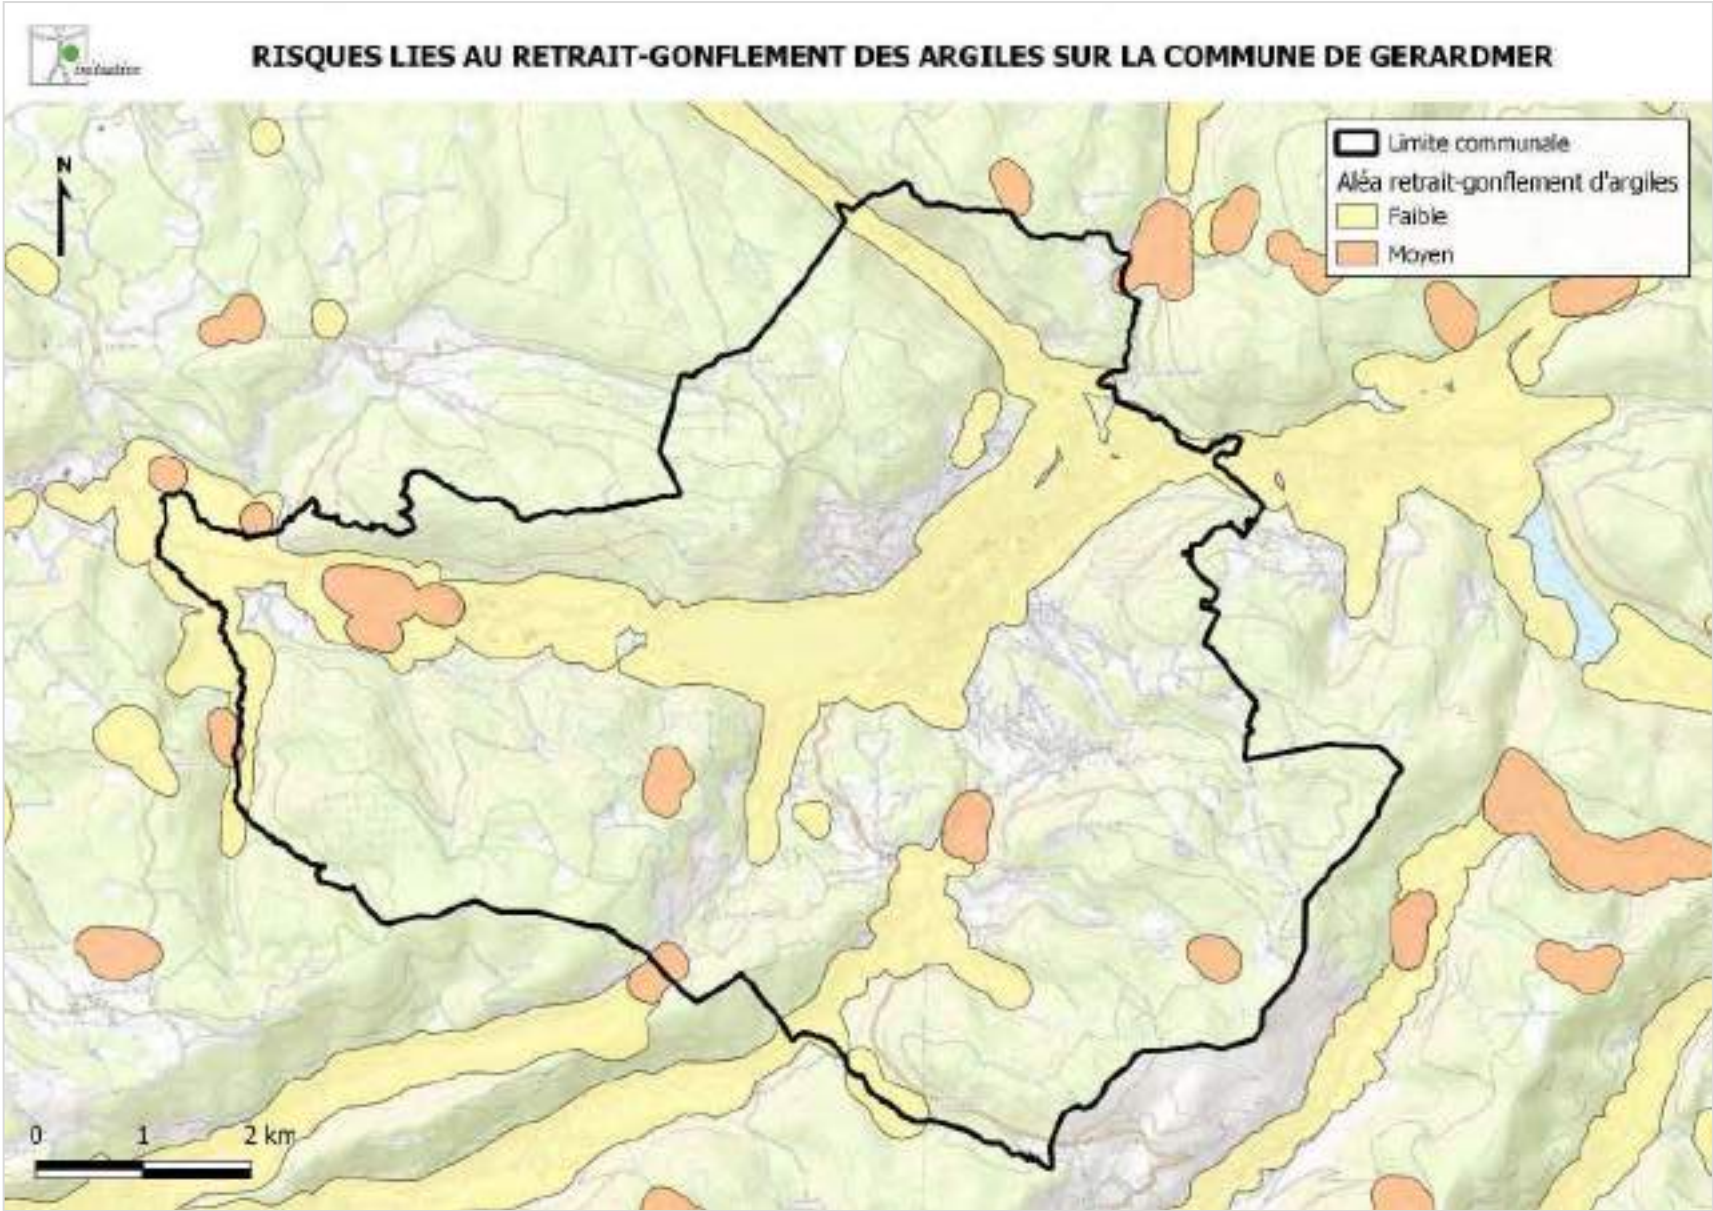 initiative
RISQUES LIES AU RETRAIT-GONFLEMENT DES ARGILES SUR LA COMMUNE DE GERARDMER
N
Limite communale
Aléa retrait-gonflement d'argiles
Faible
Moyen
0 1 2 km